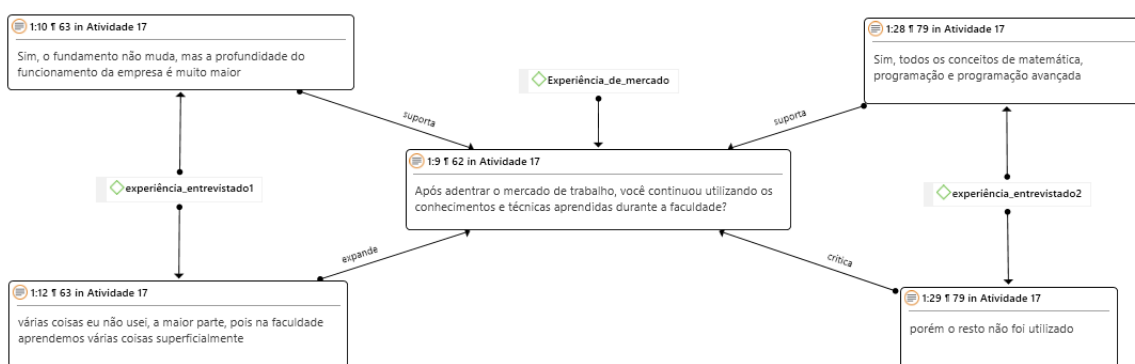 1:10 ¶ 63 in Atividade 17
Sim, o fundamento não muda, mas a profundidade do
funcionamento da empresa é muito maior
1:28 ¶ 79 in Atividade 17
Sim, todos os conceitos de matemática,
programação e programação avançada
Experiência_de_mercado
suporta
suporta
1:9 ¶ 62 in Atividade 17
Após adentrar o mercado de trabalho, você continuou utilizando os
conhecimentos e técnicas aprendidas durante a faculdade?
experiência_entrevistado1
experiência_entrevistado2
expande
critica
1:12 ¶ 63 in Atividade 17
várias coisas eu não usei, a maior parte, pois na faculdade
aprendemos várias coisas superficialmente
1:29 ¶ 79 in Atividade 17
porém o resto não foi utilizado